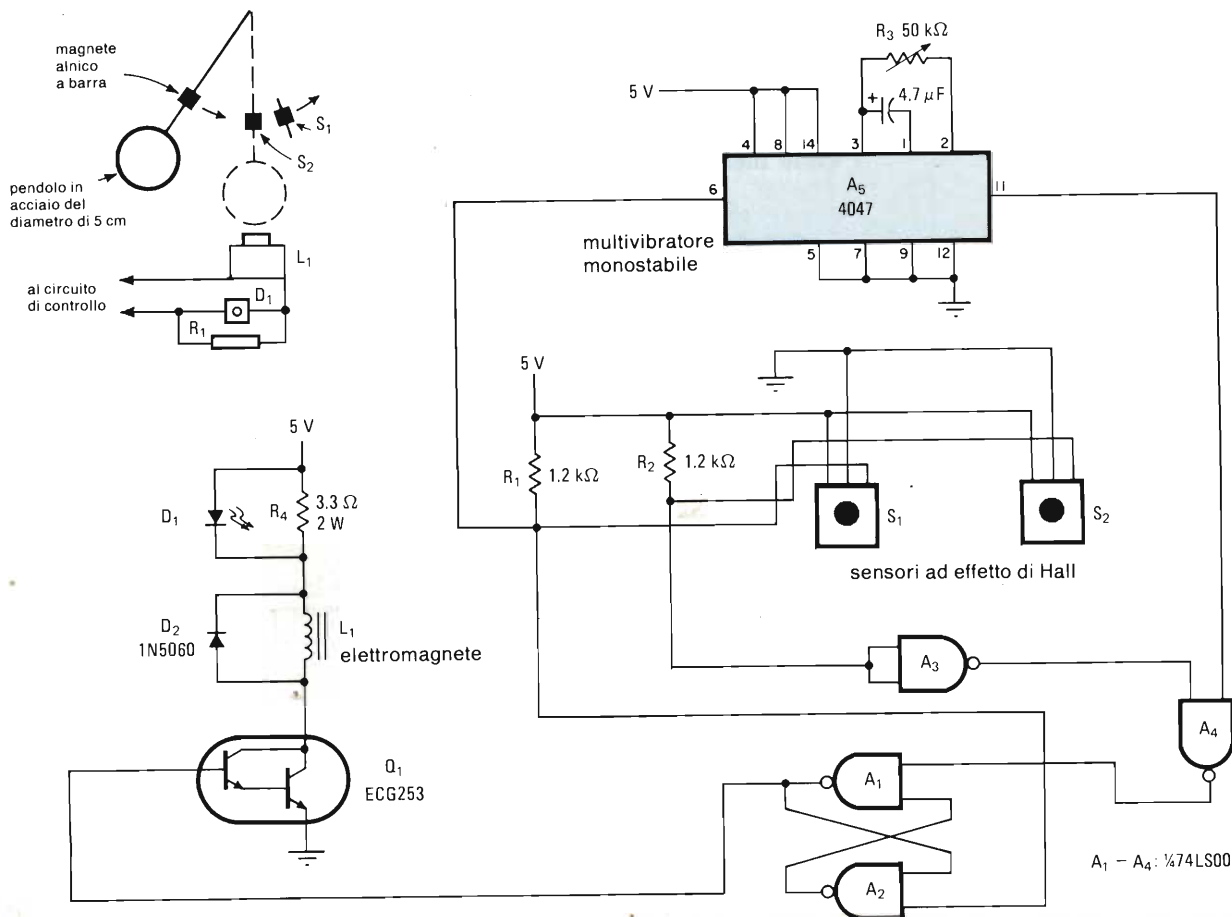 magnete
alnico
a barra
S1
S2
pendolo in
acciaio del
diametro di 5 cm
L1
al circuito
di controllo
D1
R1
R3 50 kΩ
5 V
+
4.7 µF
4
8
14
3
1
2
6
A5
4047
11
multivibratore
monostabile
5
7
9
12
5 V
R1
1.2 kΩ
R2
1.2 kΩ
S1
S2
sensori ad effetto di Hall
5 V
D1
R4
3.3 Ω
2 W
D2
1N5060
L1
elettromagnete
Q1
ECG253
A3
A4
A1
A2
A1 – A4: ¼74LS00